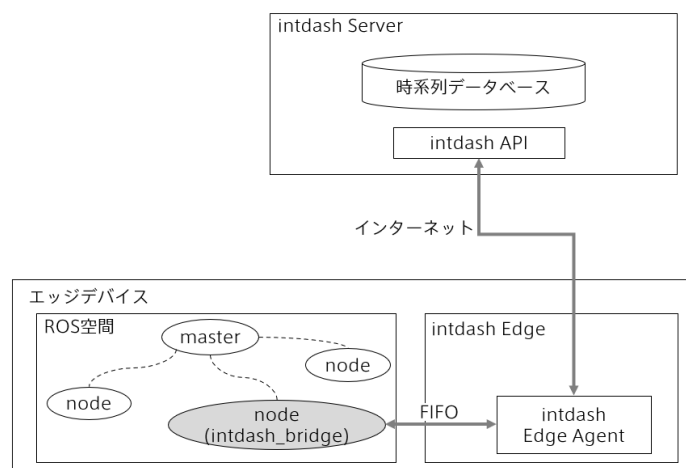 intdash Server
時系列データベース
intdash API
インターネット
エッジデバイス
ROS空間
master
node
node
node
(intdash_bridge)
FIFO
intdash Edge
intdash
Edge Agent